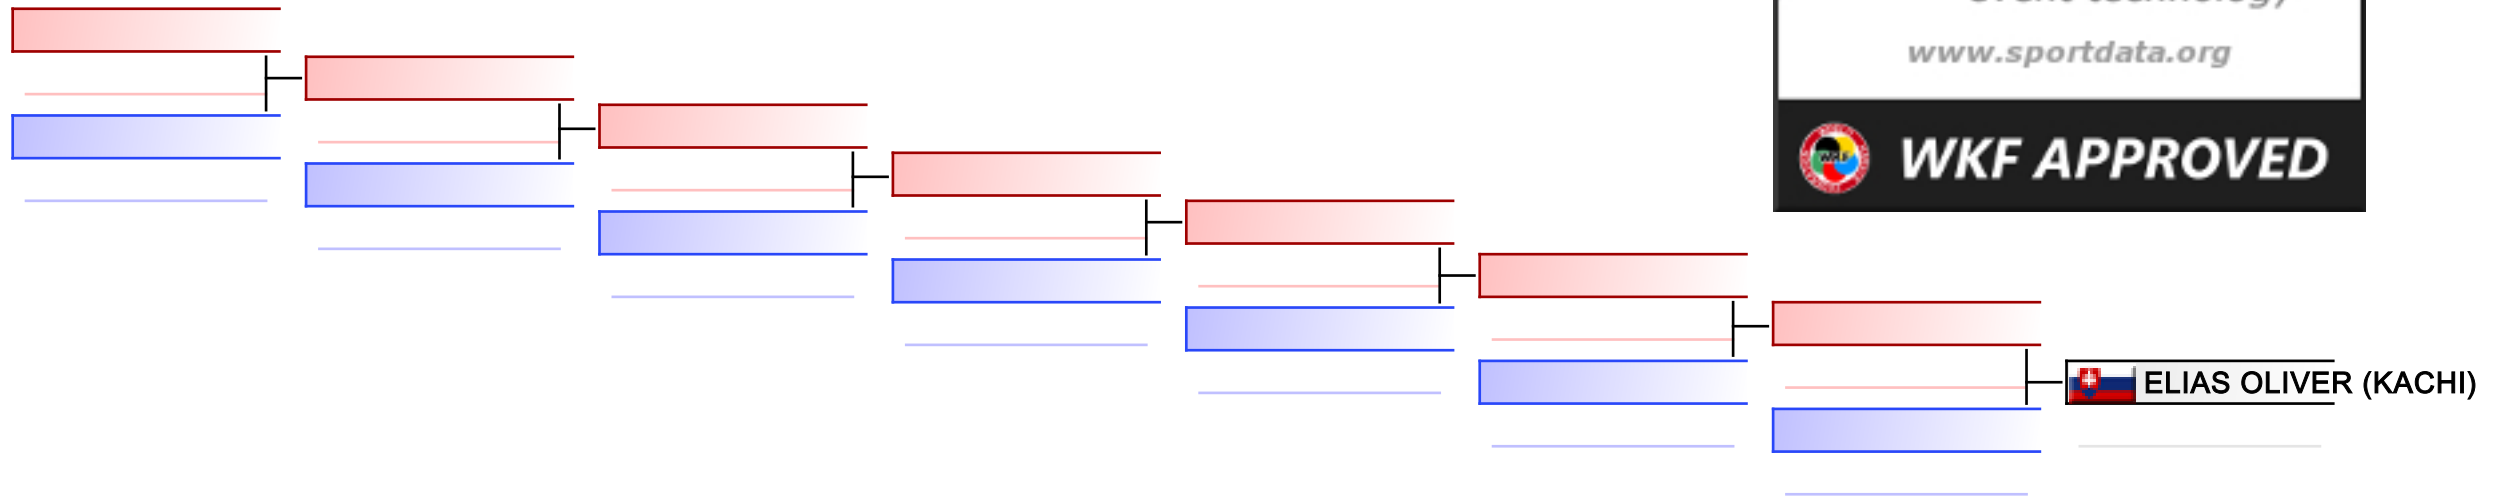 www.sportdata.org
WKF APPROVED
ELIAS OLIVER (KACHI)